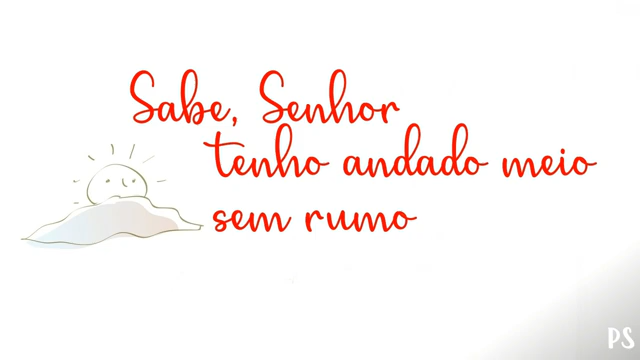 Sabe, Senhor
tenho andado meio
sem rumo
PS